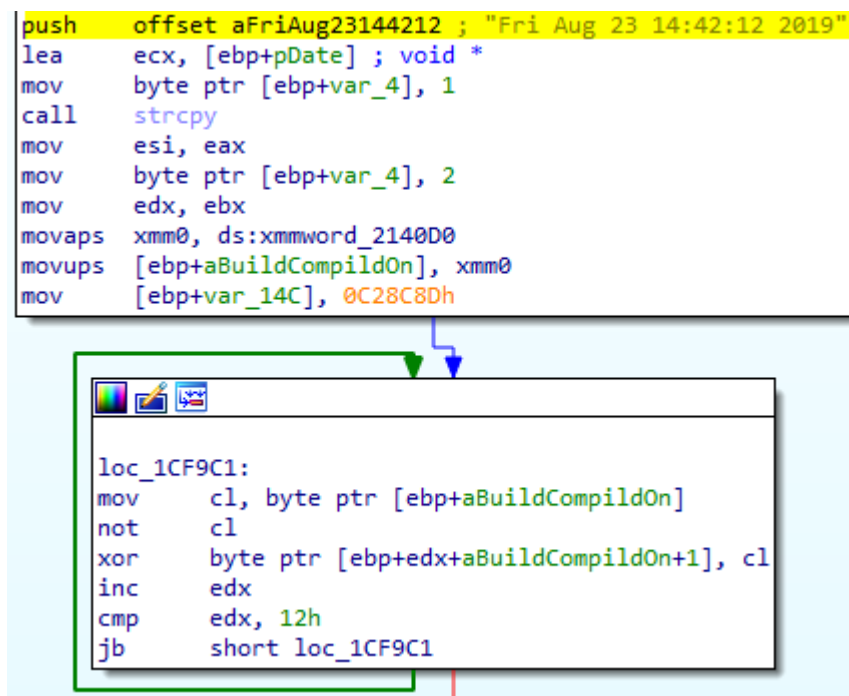 push offset aFriAug23144212 ; "Fri Aug 23 14:42:12 2019"
lea ecx, [ebp+pDate] ; void *
mov byte ptr [ebp+var_4], 1
call strcpy
mov esi, eax
mov byte ptr [ebp+var_4], 2
mov edx, ebx
movaps xmm0, ds:xmmword_2140D0
movups [ebp+aBuildCompildOn], xmm0
mov [ebp+var_14C], 0C28C8Dh
loc_1CF9C1:
mov cl, byte ptr [ebp+aBuildCompildOn]
not cl
xor byte ptr [ebp+edx+aBuildCompildOn+1], cl
inc edx
cmp edx, 12h
jb short loc_1CF9C1